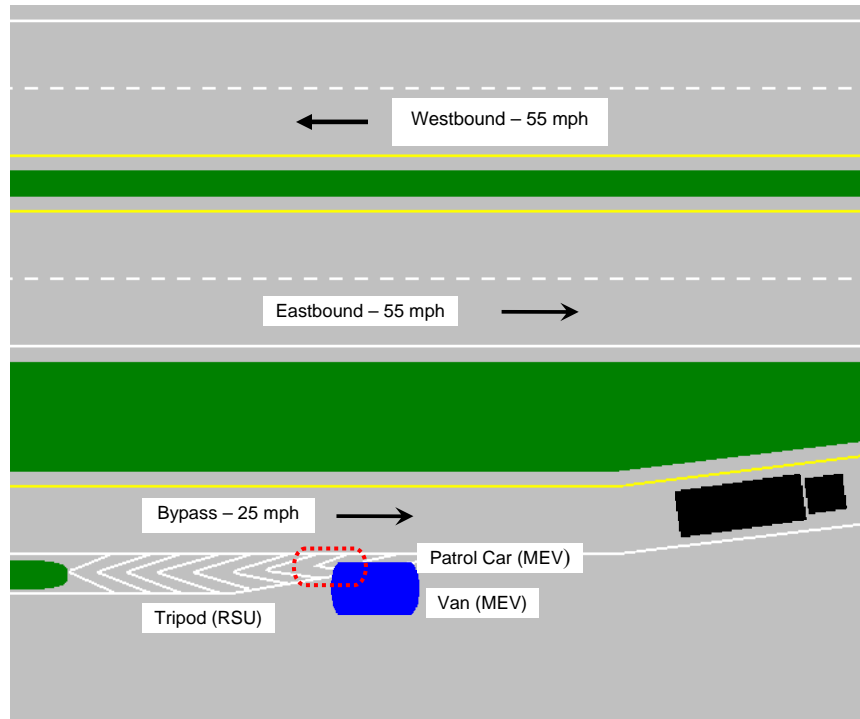 Westbound – 55 mph
Eastbound – 55 mph
Bypass – 25 mph
Patrol Car (MEV)
Van (MEV)
Tripod (RSU)